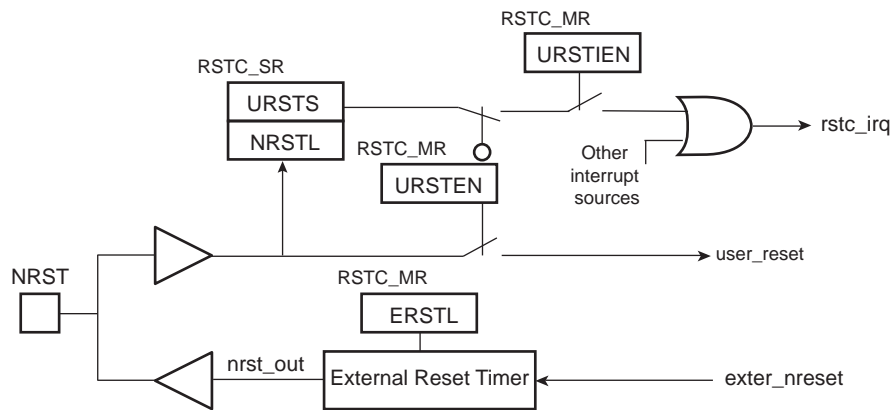 RSTC_MR
URSTIEN
RSTC_SR
URSTS
NRSTL
rstc_irq
RSTC_MR
URSTEN
Other
interrupt
sources
user_reset
NRST
RSTC_MR
ERSTL
nrst_out
External Reset Timer
exter_nreset